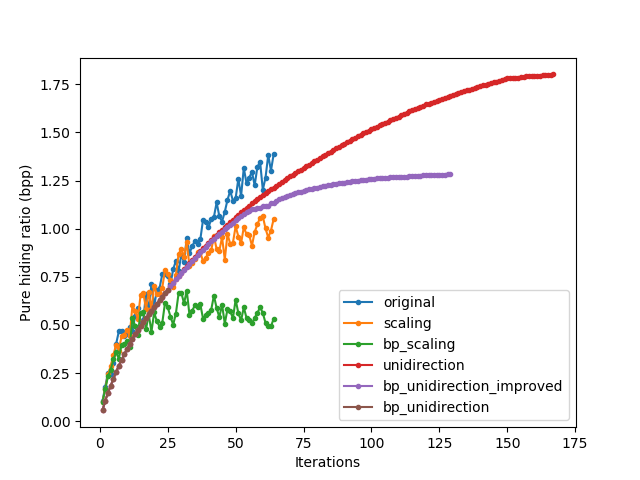 1.75
1.50
1.25
1.00
0.75
0.50
0.25
0.00
Pure hiding ratio (bpp)
original
scaling
bp_scaling
unidirection
bp_unidirection_improved
bp_unidirection
0 25 50 75 100 125 150 175
Iterations